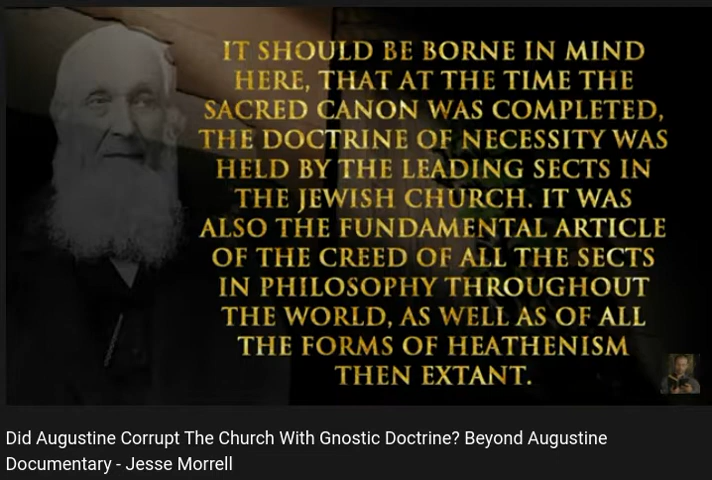 IT SHOULD BE BORNE IN MIND
HERE, THAT AT THE TIME THE
SACRED CANON WAS COMPLETED,
THE DOCTRINE OF NECESSITY WAS
HELD BY THE LEADING SECTS IN
THE JEWISH CHURCH. IT WAS
ALSO THE FUNDAMENTAL ARTICLE
OF THE CREED OF ALL THE SECTS
IN PHILOSOPHY THROUGHOUT
THE WORLD, AS WELL AS OF ALL
THE FORMS OF HEATHENISM
THEN EXTANT.
Did Augustine Corrupt The Church With Gnostic Doctrine? Beyond Augustine
Documentary - Jesse Morrell